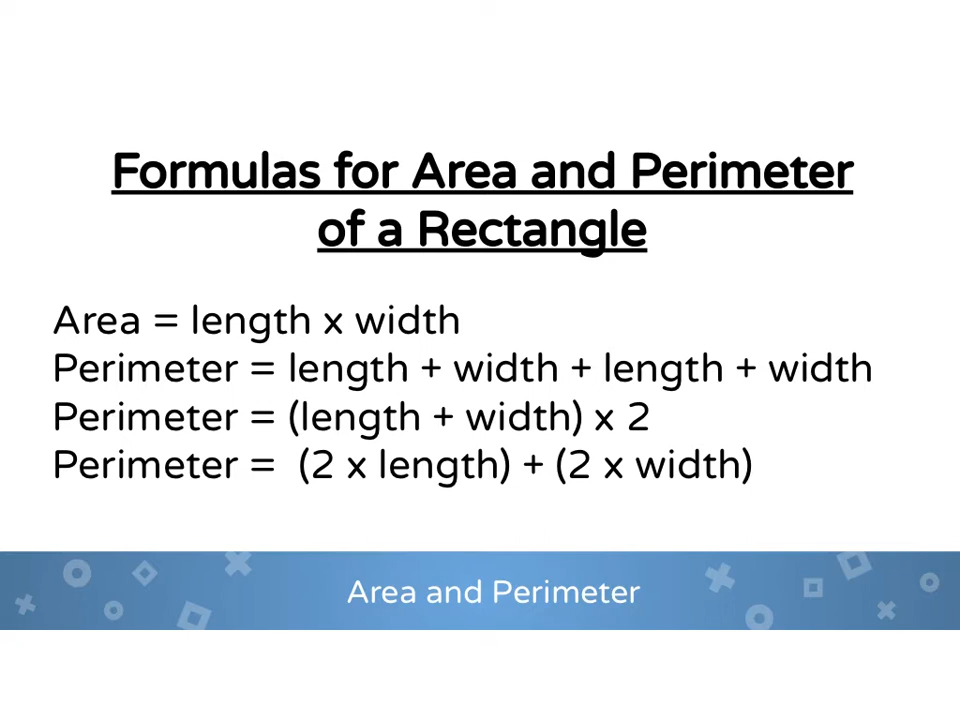 Formulas for Area and Perimeter
of a Rectangle
Area = length x width
Perimeter = length + width + length + width
Perimeter = (length + width) x 2
Perimeter =  (2 x length) + (2 x width)
Area and Perimeter